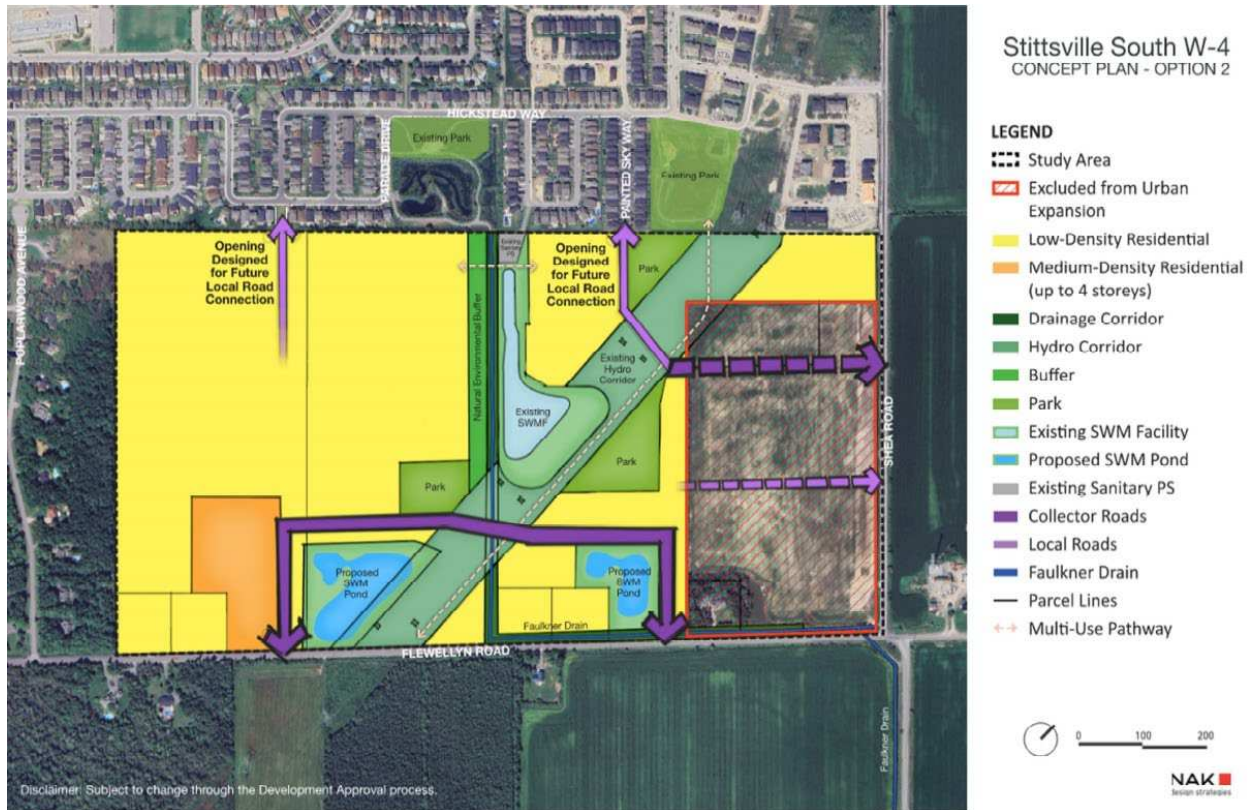 Stittsville South W-4
CONCEPT PLAN - OPTION 2
LEGEND
Study Area
Excluded from Urban
Expansion
Low-Density Residential
Medium-Density Residential
(up to 4 storeys)
Drainage Corridor
Hydro Corridor
Buffer
Park
Existing SWM Facility
Proposed SWM Pond
Existing Sanitary PS
Collector Roads
Local Roads
Faulkner Drain
Parcel Lines
Multi-Use Pathway
0 100 200
NAK
design strategies
HICKSTEAD WAY
Existing Park
PAINTED SKY WAY
Existing Park
POPLARWOOD AVENUE
Opening
Designed
for Future
Local Road
Connection
Existing
Sanitary
PS
Opening
Designed
for Future
Local Road
Connection
Park
Natural Environmental Buffer
Existing
Hydro
Corridor
Existing
SWMF
SHEA ROAD
Park
Park
Proposed
SWM
Pond
Proposed
SWM
Pond
Faulkner Drain
FLEWELLYN ROAD
Faulkner Drain
Disclaimer: Subject to change through the Development Approval process.